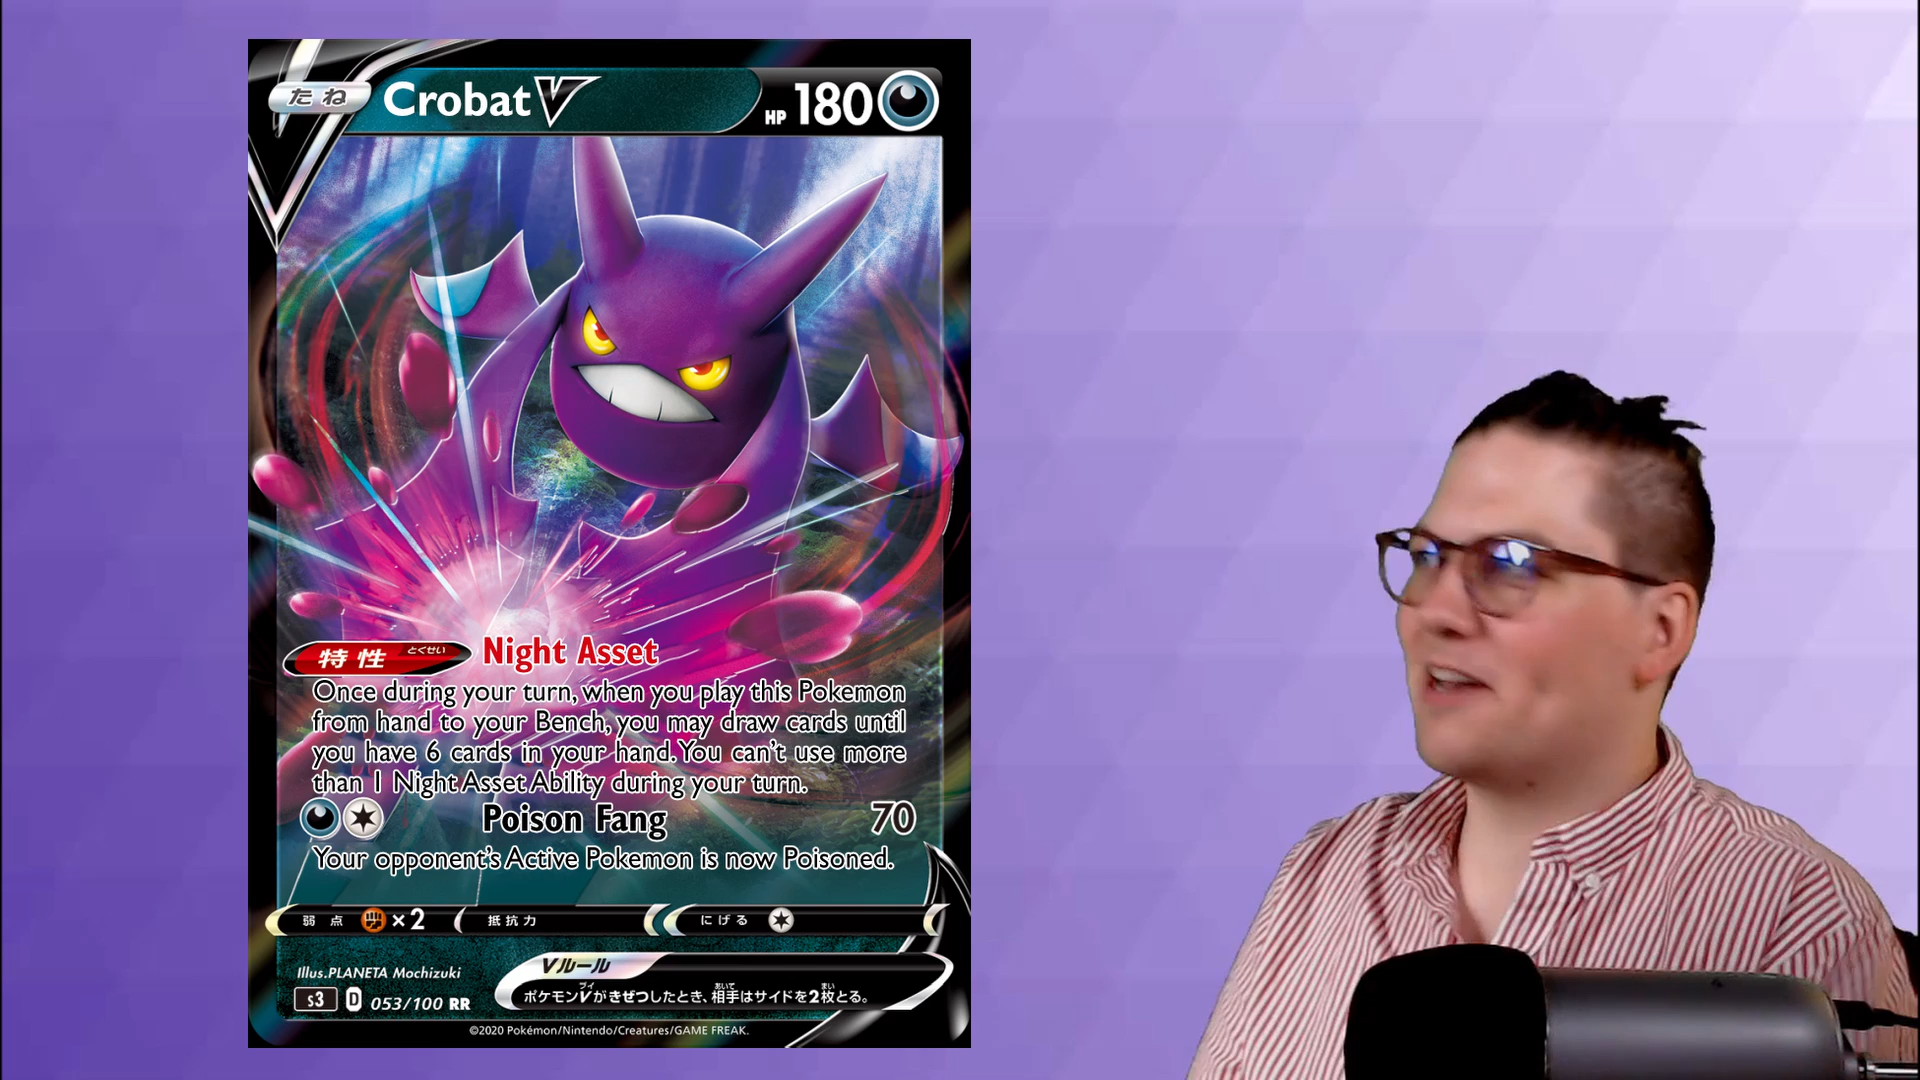 たね Crobat V HP 180
特性 とくせい Night Asset
Once during your turn, when you play this Pokemon
from hand to your Bench, you may draw cards until
you have 6 cards in your hand. You can't use more
than 1 Night Asset Ability during your turn.
Poison Fang 70
Your opponent's Active Pokemon is now Poisoned.
弱点 ×2 抵抗力 にげる
Illus. PLANETA Mochizuki
Vルール
ポケモンVがきぜつしたとき、相手はサイドを2枚とる。
s3 D 053/100 RR
©2020 Pokémon/Nintendo/Creatures/GAME FREAK.